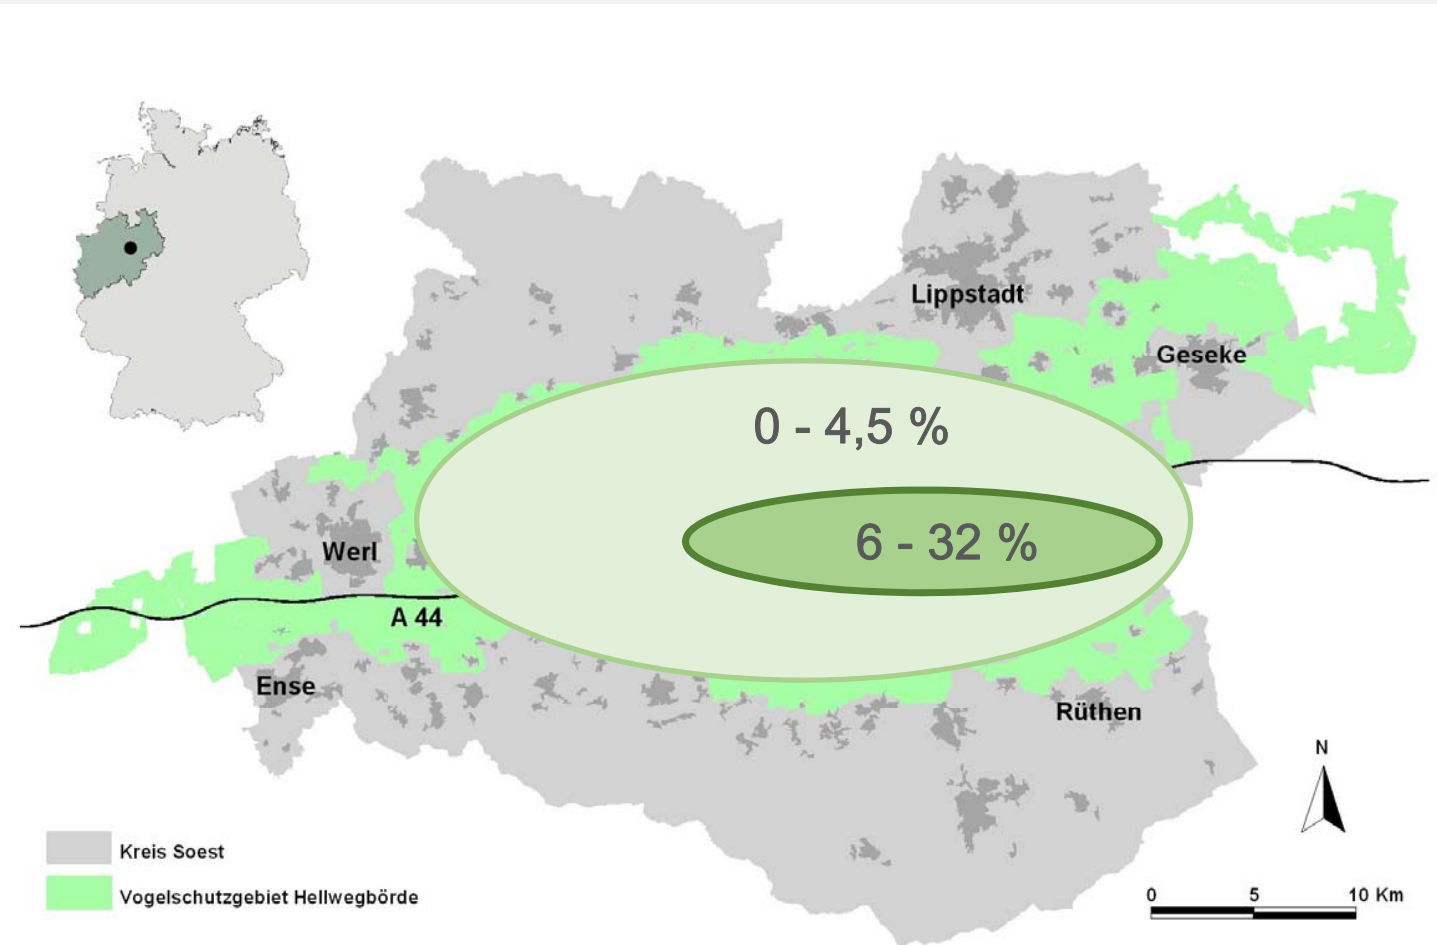 Lippstadt
Geseke
0 - 4,5 %
6 - 32 %
Werl
A 44
Ense
Rüthen
N
Kreis Soest
Vogelschutzgebiet Hellwegbörde
0 5 10 Km